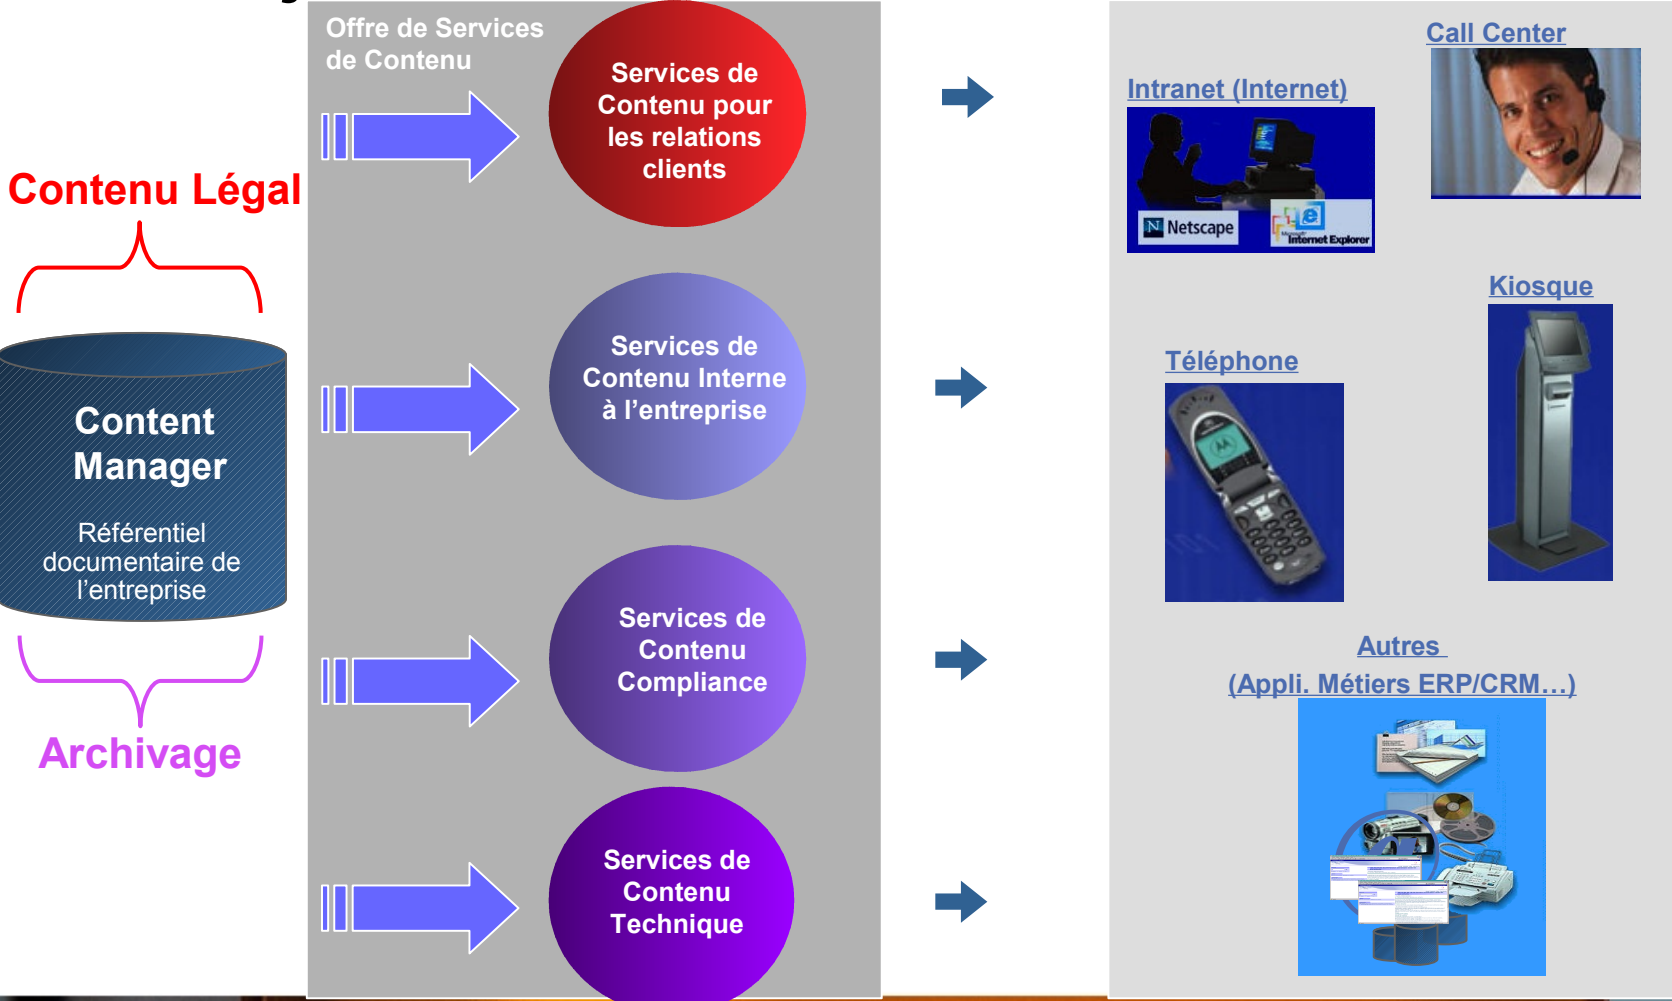 Offre de Services
de Contenu
Contenu Légal
Content
Manager
Référentiel
documentaire de
l'entreprise
Archivage
Services de
Contenu pour
les relations
clients
Services de
Contenu Interne
à l'entreprise
Services de
Contenu
Compliance
Services de
Contenu
Technique
Call Center
Intranet (Internet)
N Netscape
Microsoft
Internet Explorer
Kiosque
Téléphone
Autres
(Appli. Métiers ERP/CRM…)